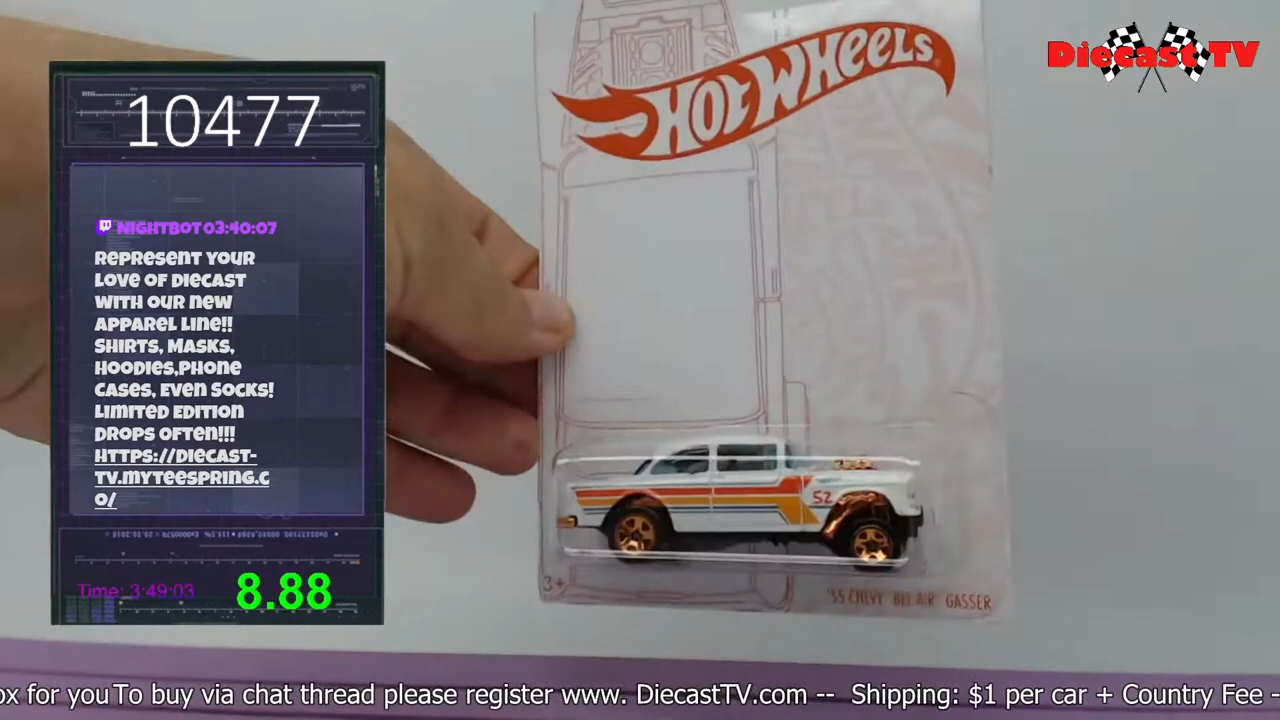 10477
NIGHTBOT 03:40:07
REPRESENT YOUR
LOVE OF DIECAST
WITH OUR NEW
APPAREL LINE!!
SHIRTS, MASKS,
HOODIES,PHONE
CASES, EVEN SOCKS!
LIMITED EDITION
DROPS OFTEN!!!
HTTPS://DIECAST-
TV.MYTEESPRING.C
O/
Time: 3:49:03
8.88
HOT WHEELS
52
3+
'55 CHEVY BEL AIR GASSER
Diecast TV
ox for you To buy via chat thread please register www. DiecastTV.com -- Shipping: $1 per car + Country Fee -